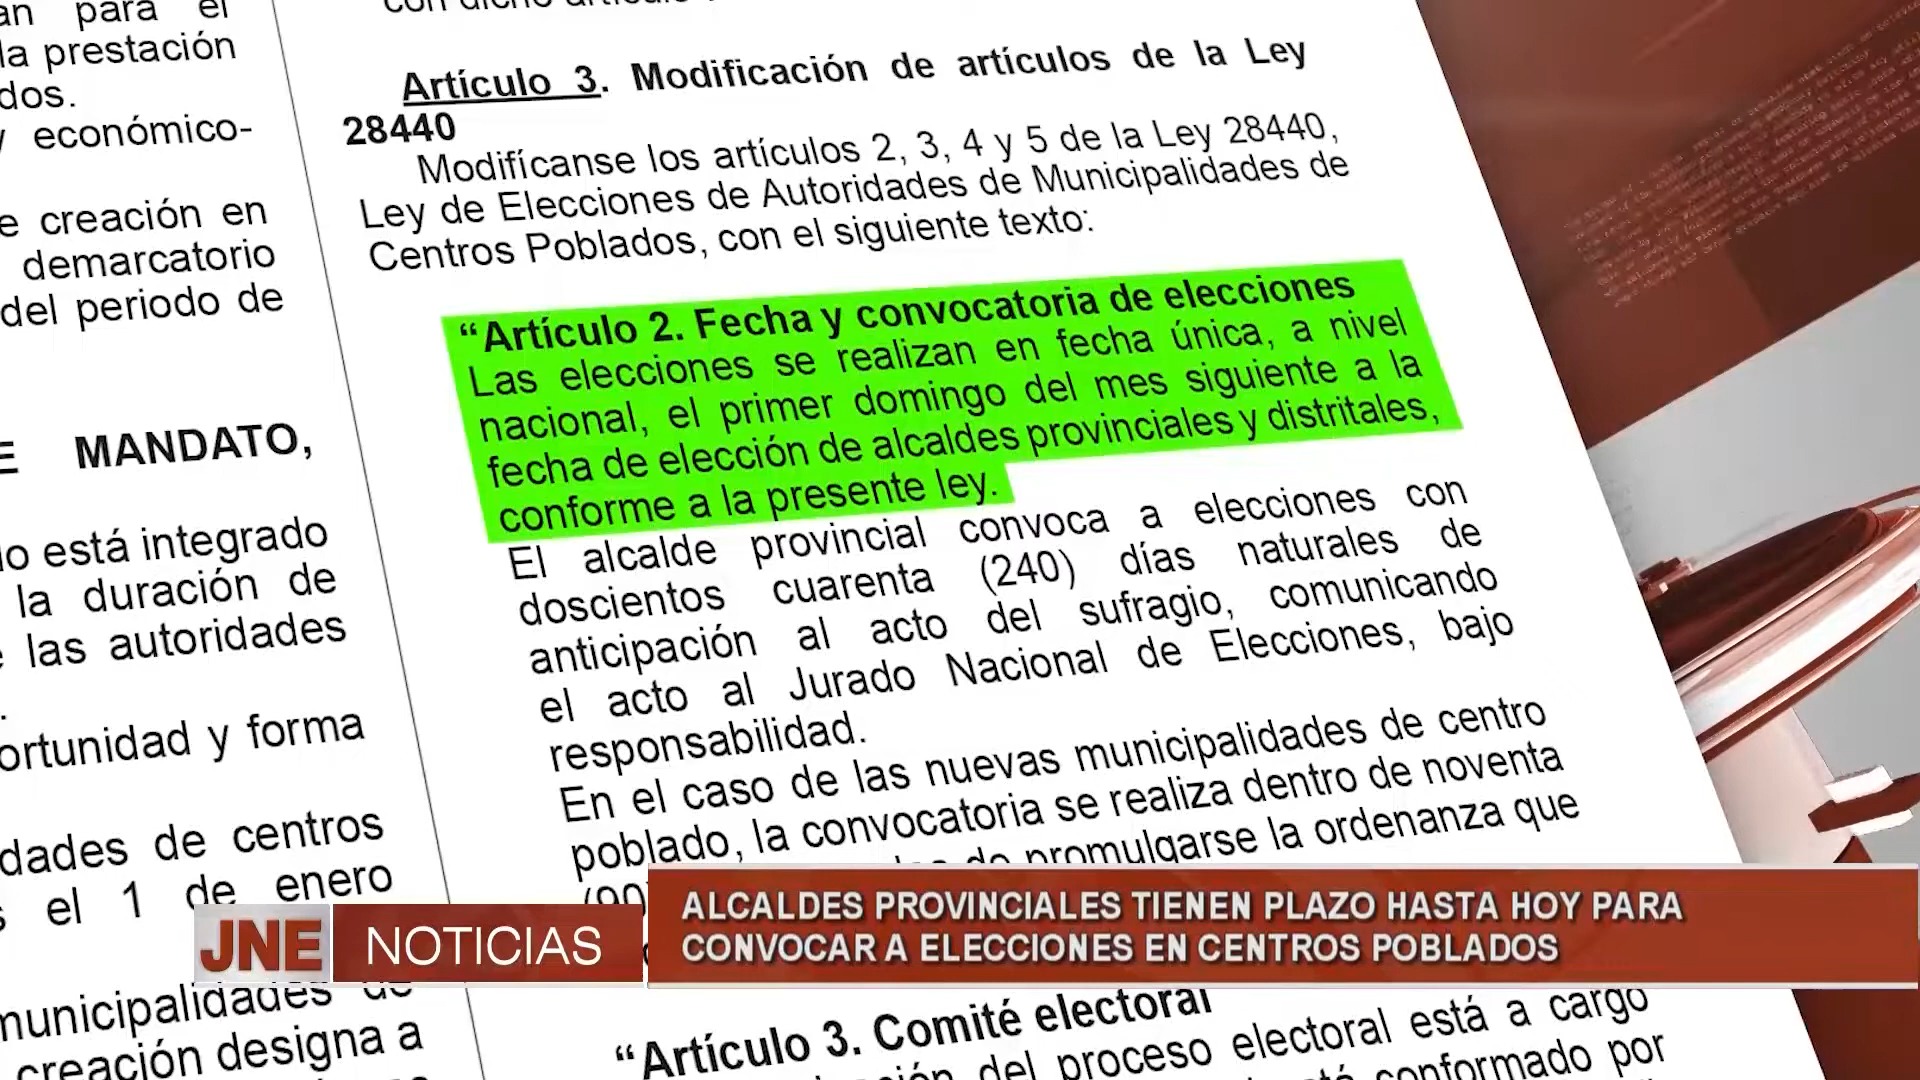 an para el
la prestación
dos.
económico-
e creación en
demarcatorio
del periodo de
E MANDATO,
lo está integrado
la duración de
e las autoridades
ortunidad y forma
dades de centros
s el 1 de enero
municipalidades de
creación designa a
con dicho artículo
Artículo 3. Modificación de artículos de la Ley
28440
Modifícanse los artículos 2, 3, 4 y 5 de la Ley 28440,
Ley de Elecciones de Autoridades de Municipalidades de
Centros Poblados, con el siguiente texto:
“Artículo 2. Fecha y convocatoria de elecciones
Las elecciones se realizan en fecha única, a nivel
nacional, el primer domingo del mes siguiente a la
fecha de elección de alcaldes provinciales y distritales,
conforme a la presente ley.
El alcalde provincial convoca a elecciones con
doscientos cuarenta (240) días naturales de
anticipación al acto del sufragio, comunicando
el acto al Jurado Nacional de Elecciones, bajo
responsabilidad.
En el caso de las nuevas municipalidades de centro
poblado, la convocatoria se realiza dentro de noventa
(90) de promulgarse la ordenanza que
JNE NOTICIAS
ALCALDES PROVINCIALES TIENEN PLAZO HASTA HOY PARA
CONVOCAR A ELECCIONES EN CENTROS POBLADOS
“Artículo 3. Comité electoral
del proceso electoral está a cargo
conformado por